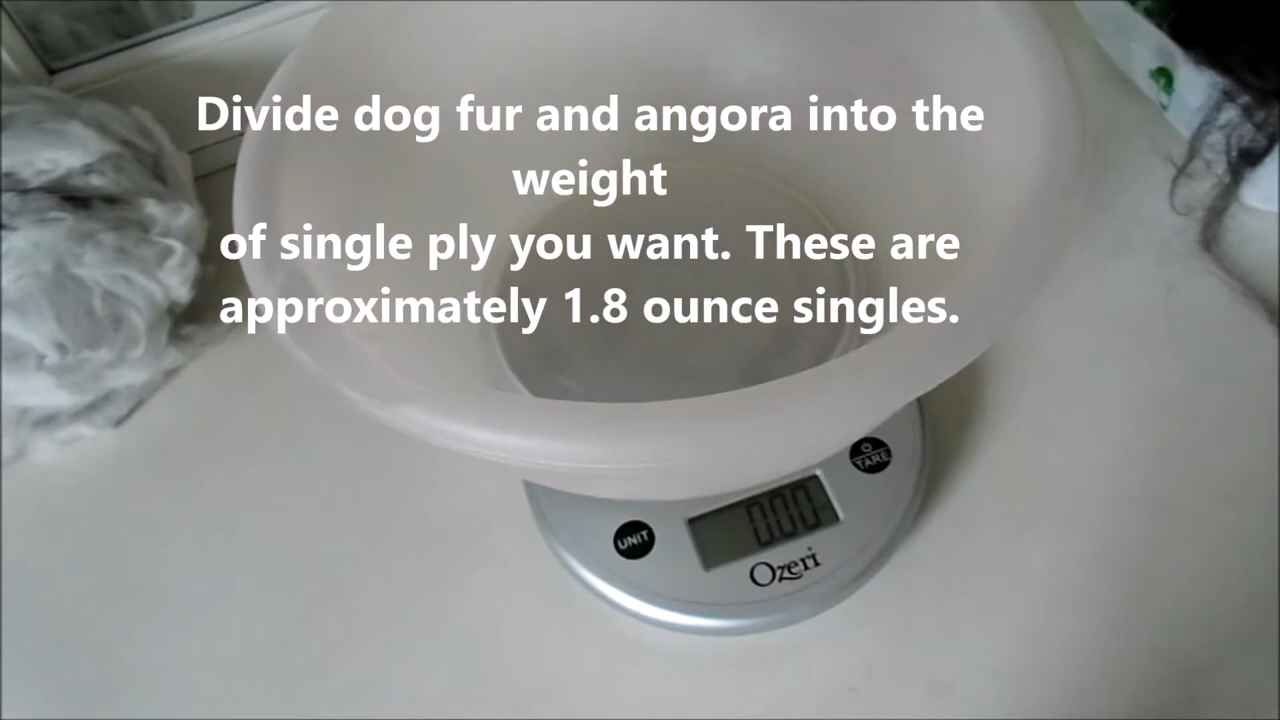 Divide dog fur and angora into the
weight
of single ply you want. These are
approximately 1.8 ounce singles.
TARE
UNIT
0.00
Ozeri